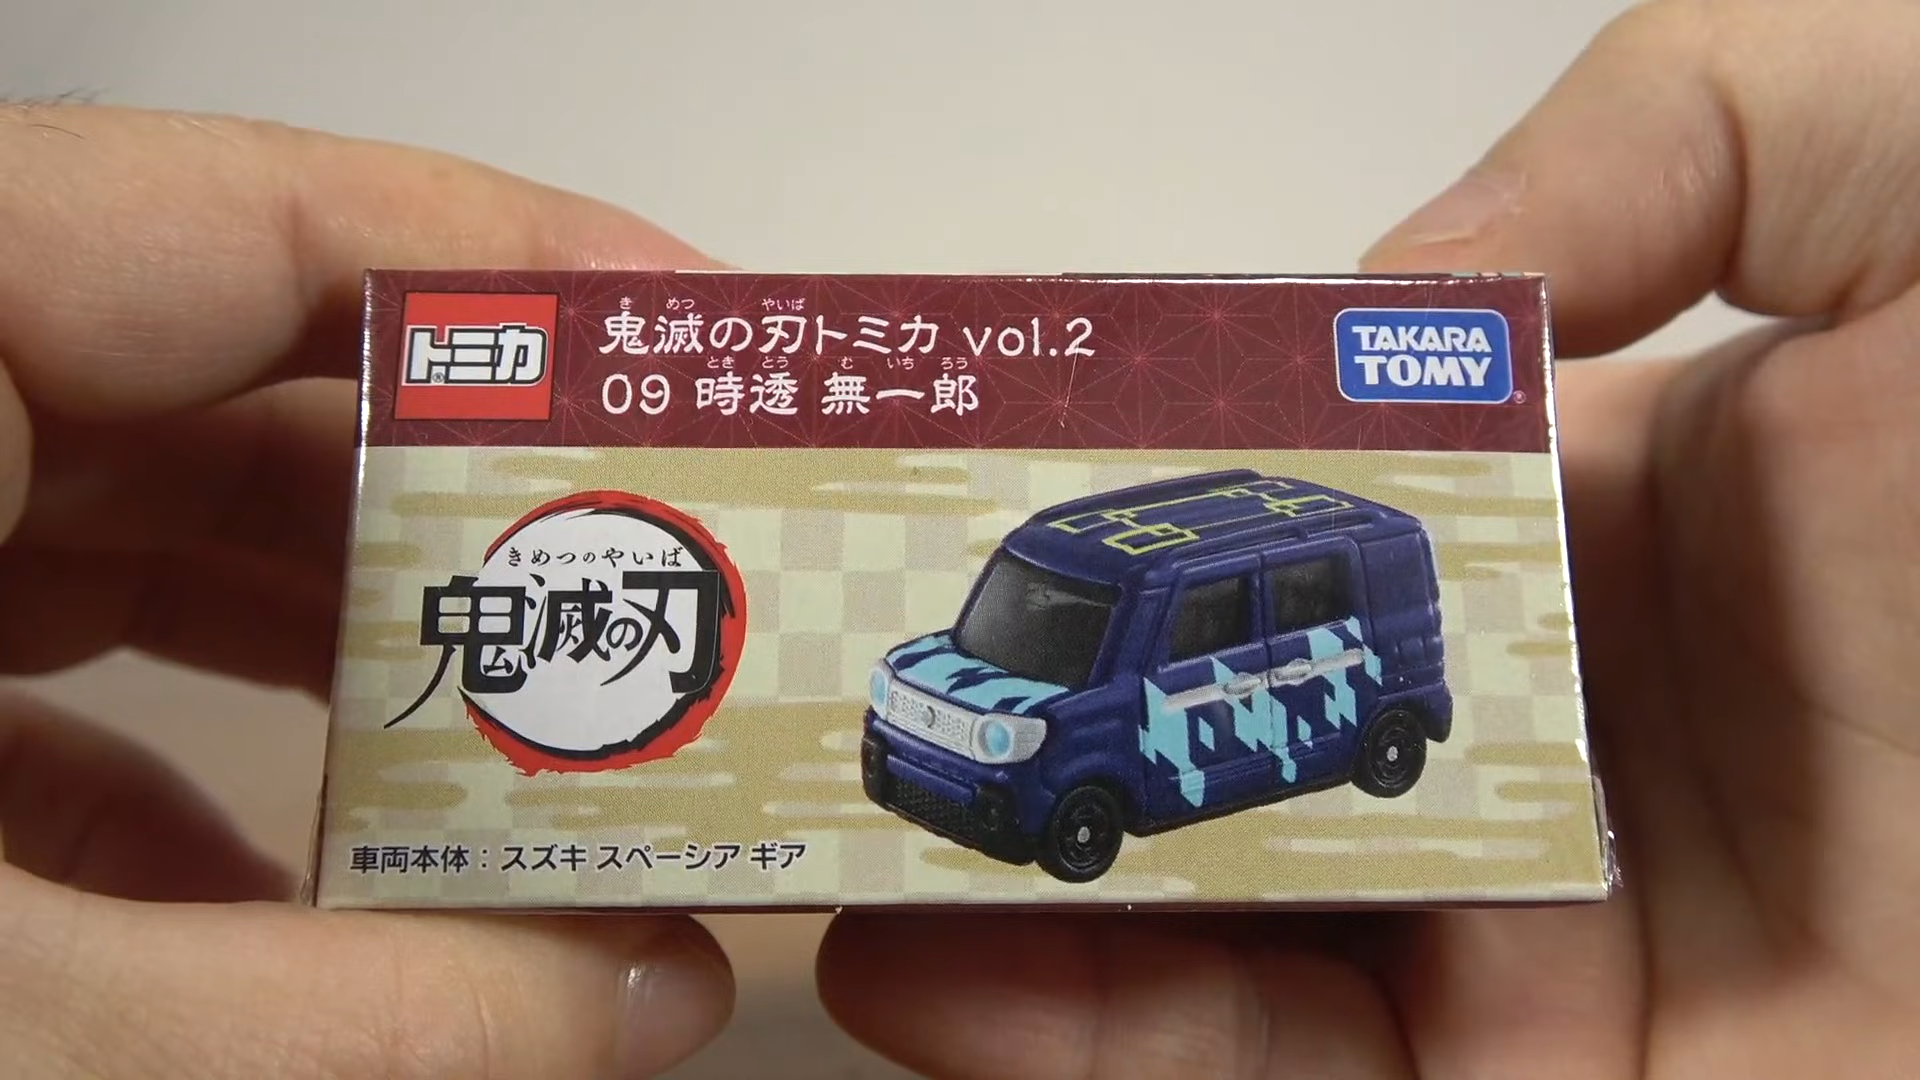 トミカ
き めつ やいば
鬼滅の刃トミカ vol.2
とき とう む いち ろう
09 時透 無一郎
TAKARA
TOMY
きめつのやいば
鬼滅の刃
車両本体：スズキ スペーシア ギア